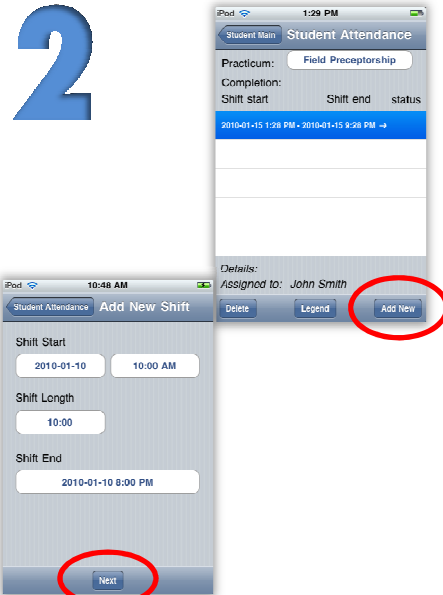 2
iPod 1:29 PM
Student Main Student Attendance
Practicum: Field Preceptorship
Completion:
Shift start Shift end status
2010-01-15 1:28 PM - 2010-01-15 9:28 PM →
Details:
Assigned to: John Smith
Delete Legend Add New
iPod 10:48 AM
Student Attendance Add New Shift
Shift Start
2010-01-10 10:00 AM
Shift Length
10:00
Shift End
2010-01-10 8:00 PM
Next